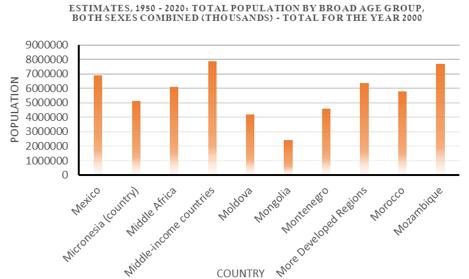 ESTIMATES, 1950 - 2020: TOTAL POPULATION BY BROAD AGE GROUP,
BOTH SEXES COMBINED (THOUSANDS) - TOTAL FOR THE YEAR 2000
POPULATION
9000000
8000000
7000000
6000000
5000000
4000000
3000000
2000000
1000000
0
Mexico
Micronesia (country)
Middle Africa
Middle-income countries
Moldova
Mongolia
Montenegro
More Developed Regions
Morocco
Mozambique
COUNTRY